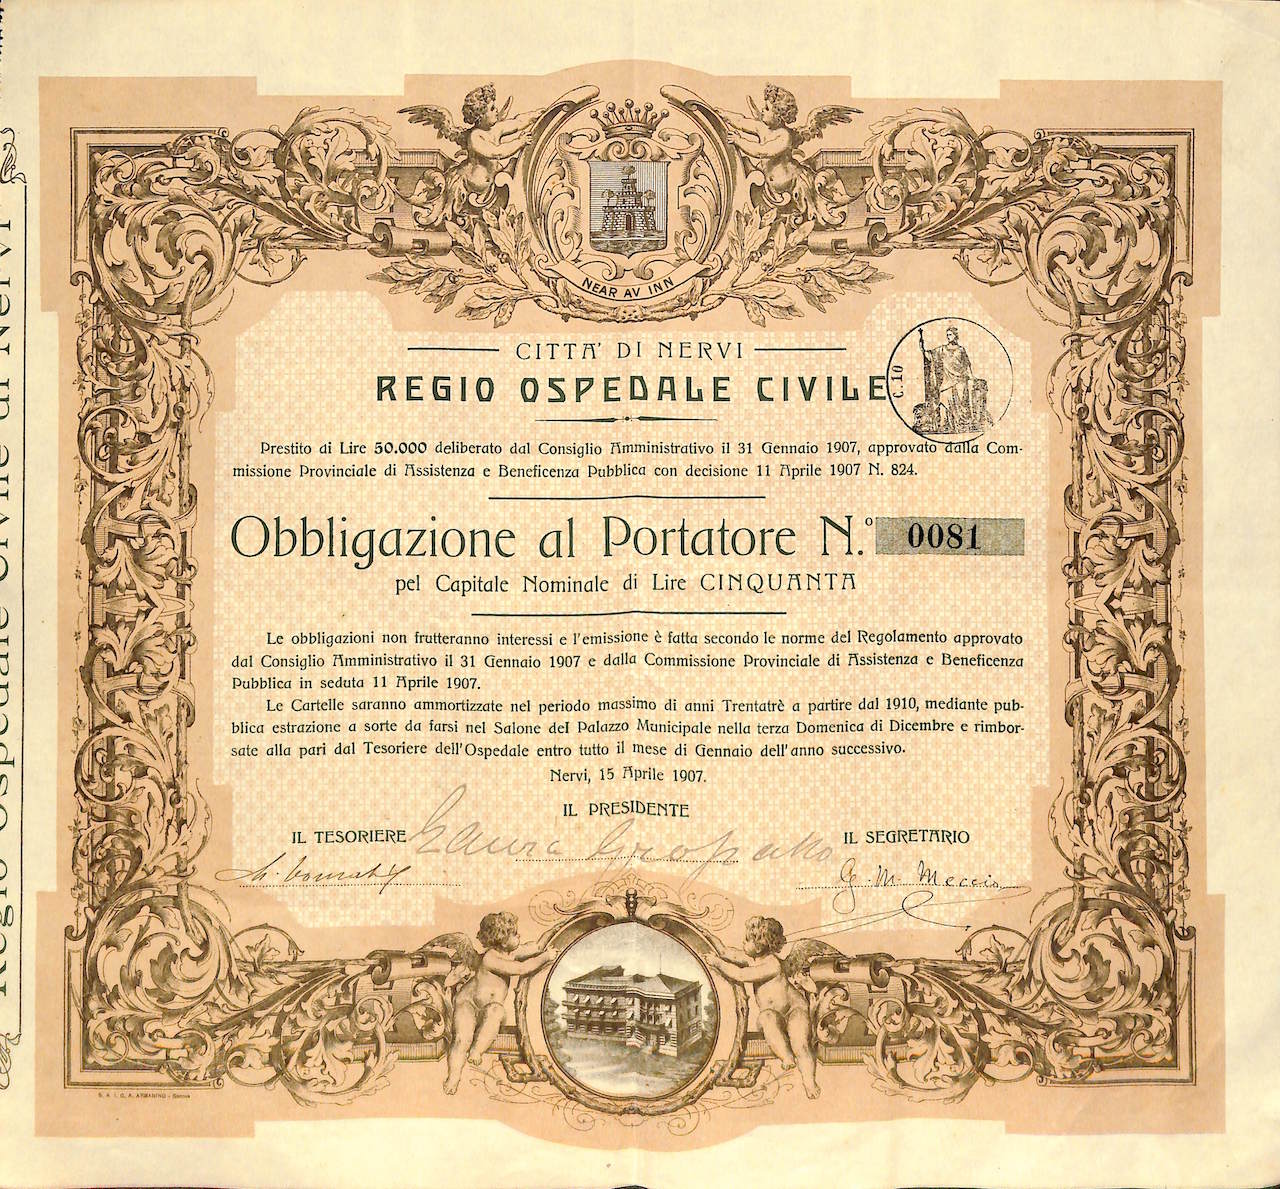 NEAR AV INN
CITTA' DI NERVI
REGIO OSPEDALE CIVILE
C. 10
Prestito di Lire 50.000 deliberato dal Consiglio Amministrativo il 31 Gennaio 1907, approvato dalla Com-
missione Provinciale di Assistenza e Beneficenza Pubblica con decisione 11 Aprile 1907 N. 824.
Obbligazione al Portatore N.º 0081
pel Capitale Nominale di Lire CINQUANTA
Le obbligazioni non frutteranno interessi e l'emissione è fatta secondo le norme del Regolamento approvato
dal Consiglio Amministrativo il 31 Gennaio 1907 e dalla Commissione Provinciale di Assistenza e Beneficenza
Pubblica in seduta 11 Aprile 1907.
Le Cartelle saranno ammortizzate nel periodo massimo di anni Trentatrè a partire dal 1910, mediante pub-
blica estrazione a sorte da farsi nel Salone del Palazzo Municipale nella terza Domenica di Dicembre e rimbor-
sate alla pari dal Tesoriere dell'Ospedale entro tutto il mese di Gennaio dell'anno successivo.
Nervi, 15 Aprile 1907.
IL PRESIDENTE
IL TESORIERE
IL SEGRETARIO
G. M. Meccio
S. A. I. G. A. ARMANINO - Genova
Regio Ospedale Civile di Nervi